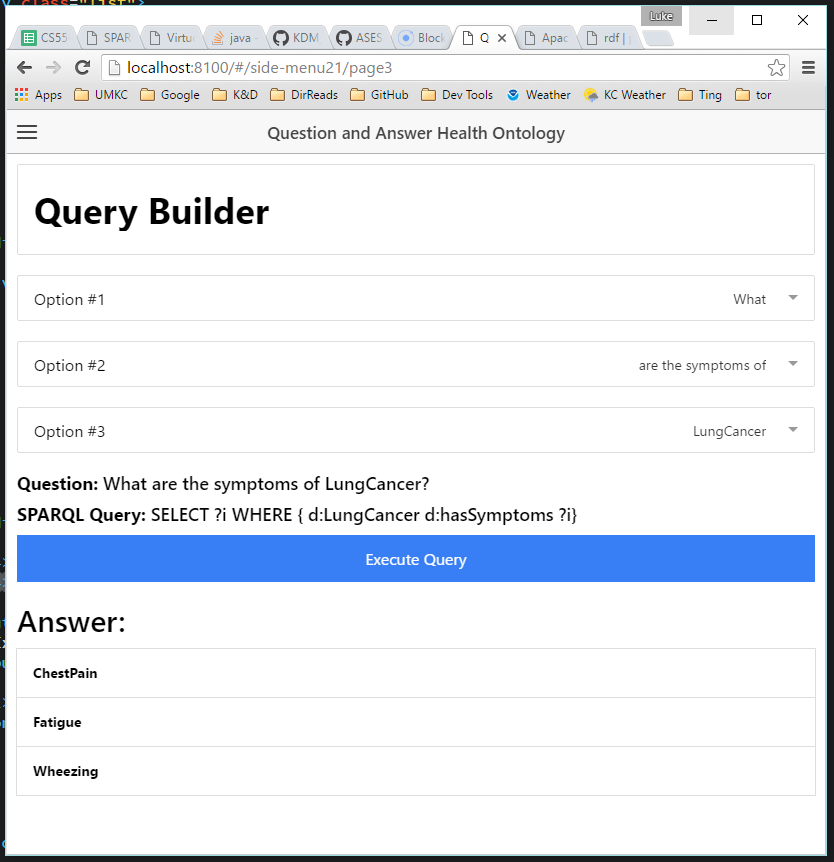 class="list">
Luke
CS55 SPAR Virtu java - KDM ASES Block Q Apac rdf |
localhost:8100/#/side-menu21/page3
Apps UMKC Google K&D DirReads GitHub Dev Tools Weather KC Weather Ting tor
Question and Answer Health Ontology
Query Builder
Option #1 What
Option #2 are the symptoms of
Option #3 LungCancer
Question: What are the symptoms of LungCancer?
SPARQL Query: SELECT ?i WHERE { d:LungCancer d:hasSymptoms ?i}
Execute Query
Answer:
ChestPain
Fatigue
Wheezing